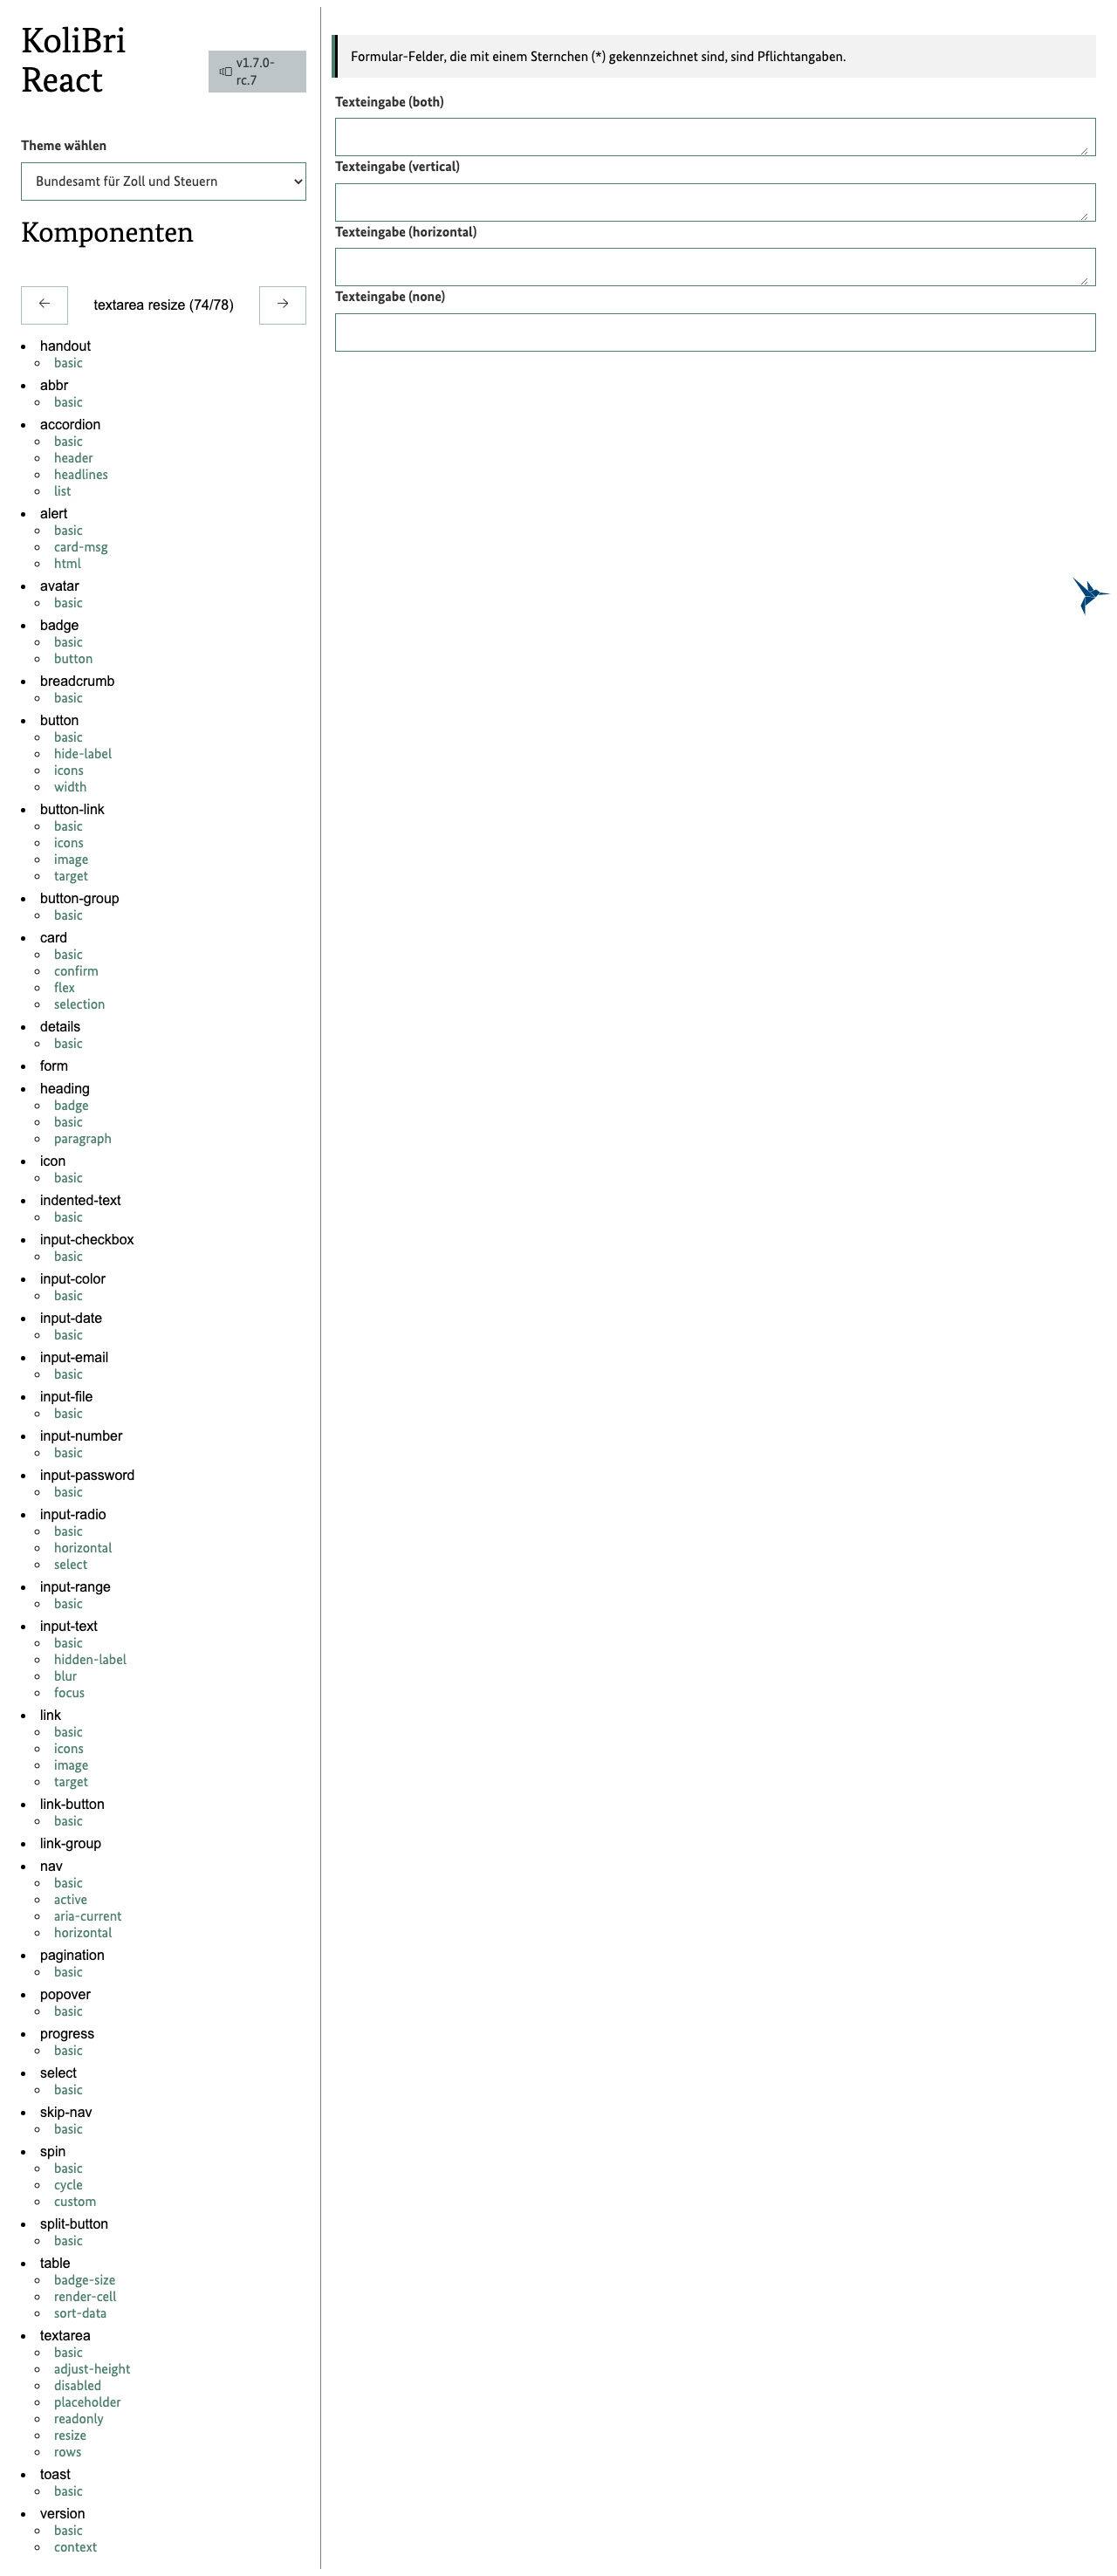 KoliBri
React
v1.7.0-
rc.7
Theme wählen
Bundesamt für Zoll und Steuern
Komponenten
textarea resize (74/78)
handout
basic
abbr
basic
accordion
basic
header
headlines
list
alert
basic
card-msg
html
avatar
basic
badge
basic
button
breadcrumb
basic
button
basic
hide-label
icons
width
button-link
basic
icons
image
target
button-group
basic
card
basic
confirm
flex
selection
details
basic
form
heading
badge
basic
paragraph
icon
basic
indented-text
basic
input-checkbox
basic
input-color
basic
input-date
basic
input-email
basic
input-file
basic
input-number
basic
input-password
basic
input-radio
basic
horizontal
select
input-range
basic
input-text
basic
hidden-label
blur
focus
link
basic
icons
image
target
link-button
basic
link-group
nav
basic
active
aria-current
horizontal
pagination
basic
popover
basic
progress
basic
select
basic
skip-nav
basic
spin
basic
cycle
custom
split-button
basic
table
badge-size
render-cell
sort-data
textarea
basic
adjust-height
disabled
placeholder
readonly
resize
rows
toast
basic
version
basic
context
Formular-Felder, die mit einem Sternchen (*) gekennzeichnet sind, sind Pflichtangaben.
Texteingabe (both)
Texteingabe (vertical)
Texteingabe (horizontal)
Texteingabe (none)